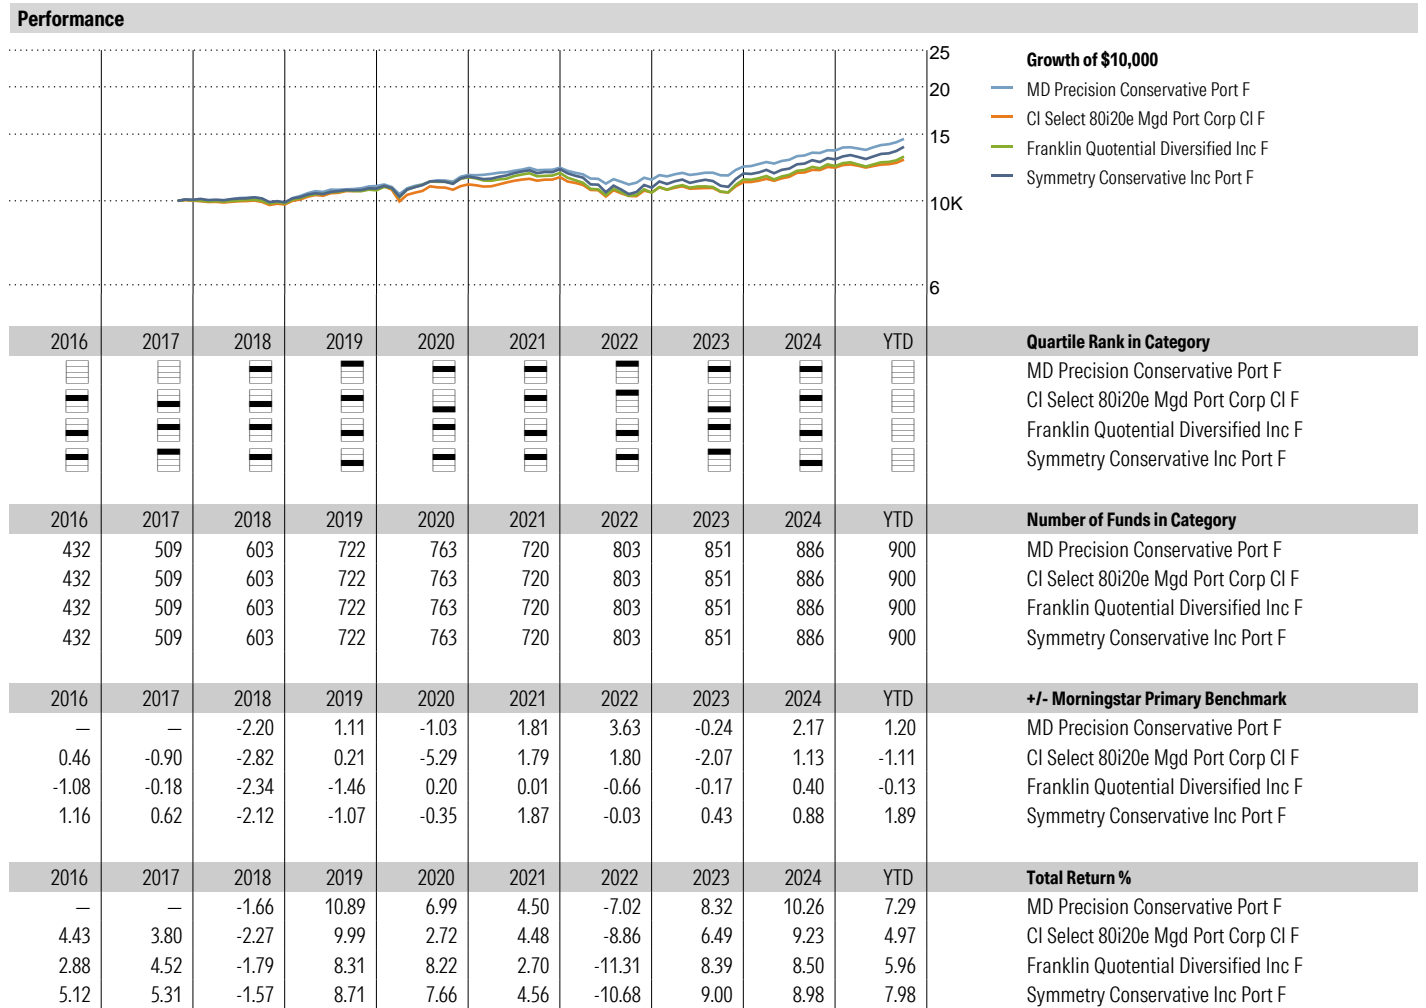 Performance
25
20
15
10K
6
Growth of $10,000
MD Precision Conservative Port F
CI Select 80i20e Mgd Port Corp Cl F
Franklin Quotential Diversified Inc F
Symmetry Conservative Inc Port F
2016 2017 2018 2019 2020 2021 2022 2023 2024 YTD Quartile Rank in Category
MD Precision Conservative Port F
CI Select 80i20e Mgd Port Corp Cl F
Franklin Quotential Diversified Inc F
Symmetry Conservative Inc Port F
2016 2017 2018 2019 2020 2021 2022 2023 2024 YTD Number of Funds in Category
432 509 603 722 763 720 803 851 886 900 MD Precision Conservative Port F
432 509 603 722 763 720 803 851 886 900 CI Select 80i20e Mgd Port Corp Cl F
432 509 603 722 763 720 803 851 886 900 Franklin Quotential Diversified Inc F
432 509 603 722 763 720 803 851 886 900 Symmetry Conservative Inc Port F
2016 2017 2018 2019 2020 2021 2022 2023 2024 YTD +/- Morningstar Primary Benchmark
— — -2.20 1.11 -1.03 1.81 3.63 -0.24 2.17 1.20 MD Precision Conservative Port F
0.46 -0.90 -2.82 0.21 -5.29 1.79 1.80 -2.07 1.13 -1.11 CI Select 80i20e Mgd Port Corp Cl F
-1.08 -0.18 -2.34 -1.46 0.20 0.01 -0.66 -0.17 0.40 -0.13 Franklin Quotential Diversified Inc F
1.16 0.62 -2.12 -1.07 -0.35 1.87 -0.03 0.43 0.88 1.89 Symmetry Conservative Inc Port F
2016 2017 2018 2019 2020 2021 2022 2023 2024 YTD Total Return %
— — -1.66 10.89 6.99 4.50 -7.02 8.32 10.26 7.29 MD Precision Conservative Port F
4.43 3.80 -2.27 9.99 2.72 4.48 -8.86 6.49 9.23 4.97 CI Select 80i20e Mgd Port Corp Cl F
2.88 4.52 -1.79 8.31 8.22 2.70 -11.31 8.39 8.50 5.96 Franklin Quotential Diversified Inc F
5.12 5.31 -1.57 8.71 7.66 4.56 -10.68 9.00 8.98 7.98 Symmetry Conservative Inc Port F